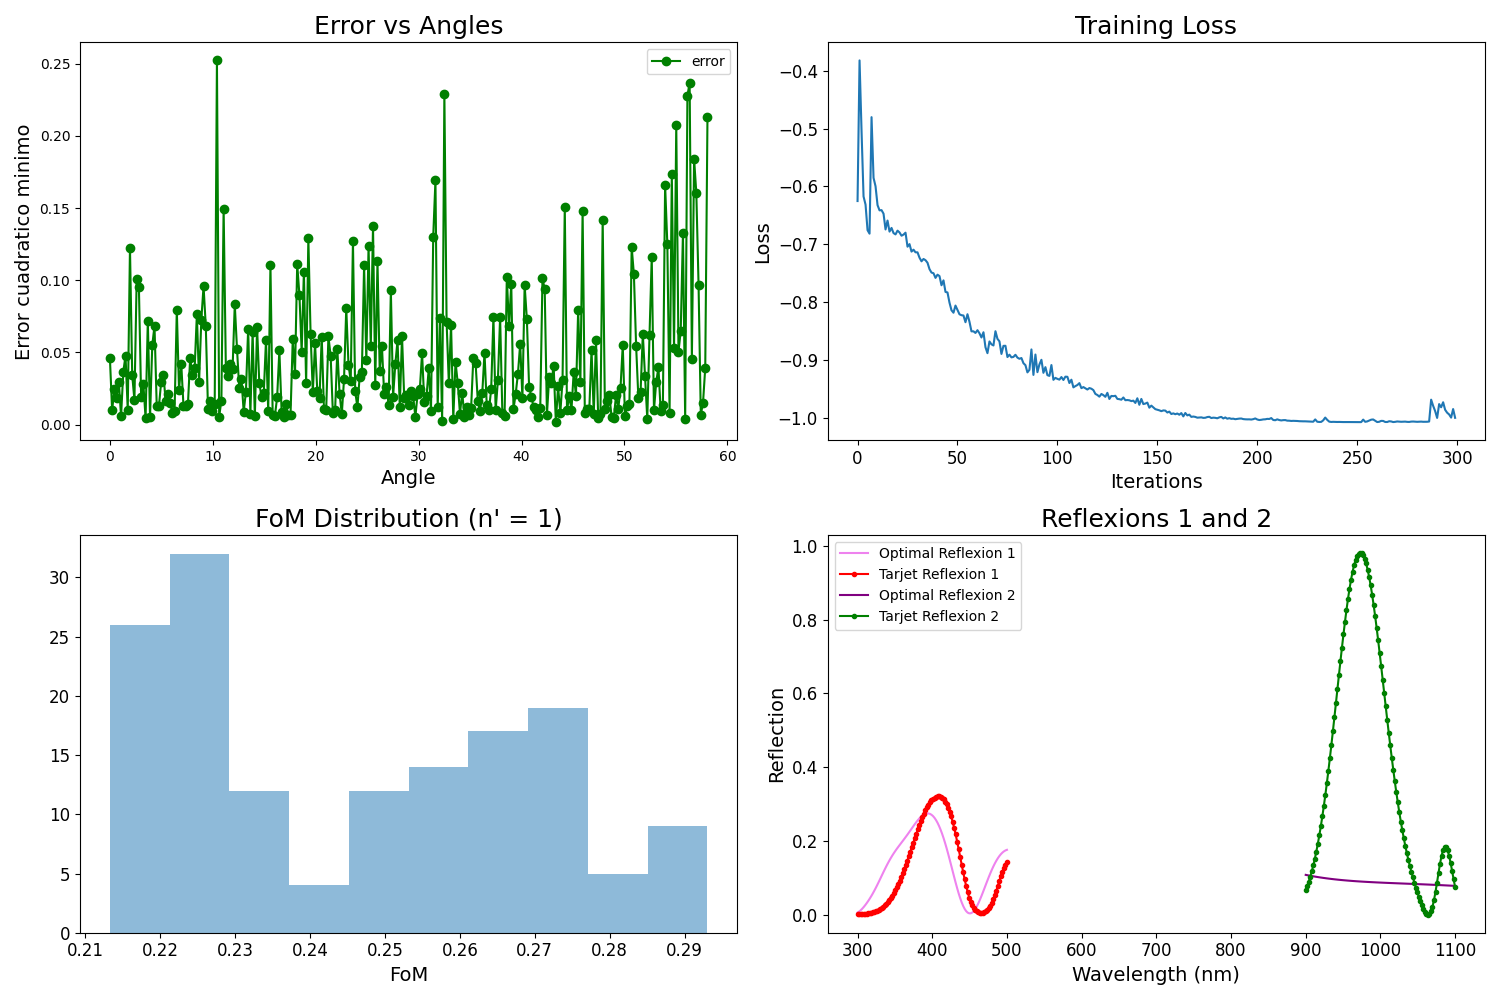 Error vs Angles
error
0.25
0.20
0.15
0.10
0.05
0.00
Error cuadratico minimo
0 10 20 30 40 50 60
Angle
Training Loss
−0.4
−0.5
−0.6
−0.7
−0.8
−0.9
−1.0
Loss
0 50 100 150 200 250 300
Iterations
FoM Distribution (n' = 1)
30
25
20
15
10
5
0
0.21 0.22 0.23 0.24 0.25 0.26 0.27 0.28 0.29
FoM
Reflexions 1 and 2
Optimal Reflexion 1
Tarjet Reflexion 1
Optimal Reflexion 2
Tarjet Reflexion 2
1.0
0.8
0.6
0.4
0.2
0.0
Reflection
300 400 500 600 700 800 900 1000 1100
Wavelength (nm)